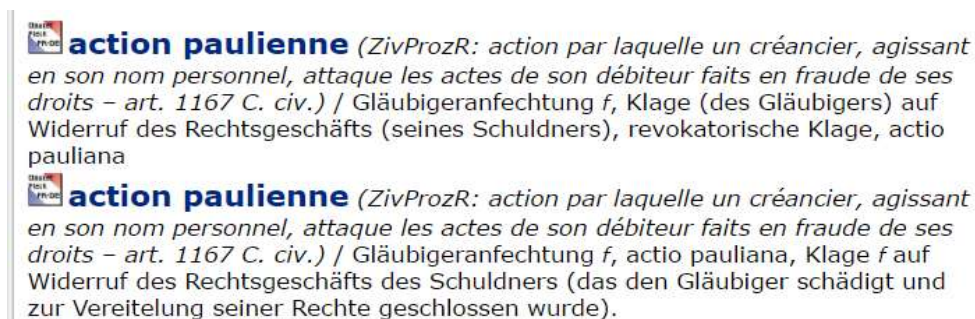 action paulienne (ZivProzR: action par laquelle un créancier, agissant
en son nom personnel, attaque les actes de son débiteur faits en fraude de ses
droits – art. 1167 C. civ.) / Gläubigeranfechtung f, Klage (des Gläubigers) auf
Widerruf des Rechtsgeschäfts (seines Schuldners), revokatorische Klage, actio
pauliana
action paulienne (ZivProzR: action par laquelle un créancier, agissant
en son nom personnel, attaque les actes de son débiteur faits en fraude de ses
droits – art. 1167 C. civ.) / Gläubigeranfechtung f, actio pauliana, Klage f auf
Widerruf des Rechtsgeschäfts des Schuldners (das den Gläubiger schädigt und
zur Vereitelung seiner Rechte geschlossen wurde).